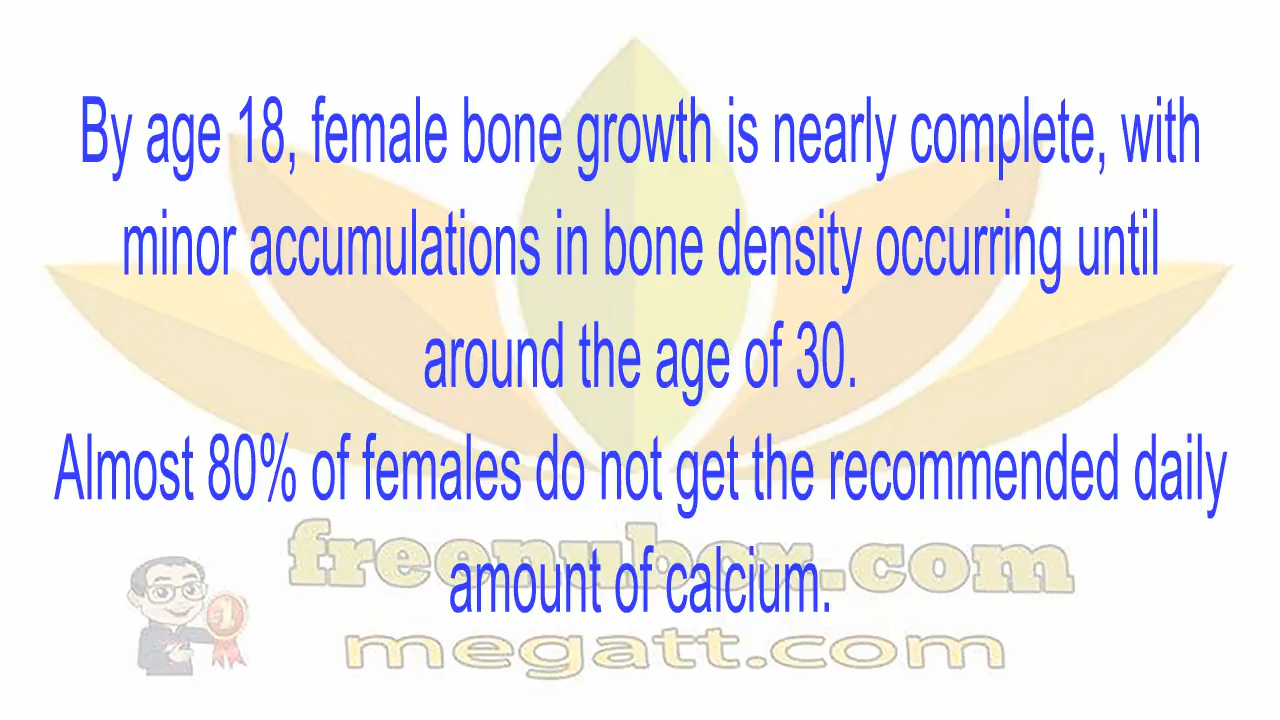 By age 18, female bone growth is nearly complete, with
minor accumulations in bone density occurring until
around the age of 30.
Almost 80% of females do not get the recommended daily
freenubox.com
amount of calcium.
1
megatt.com